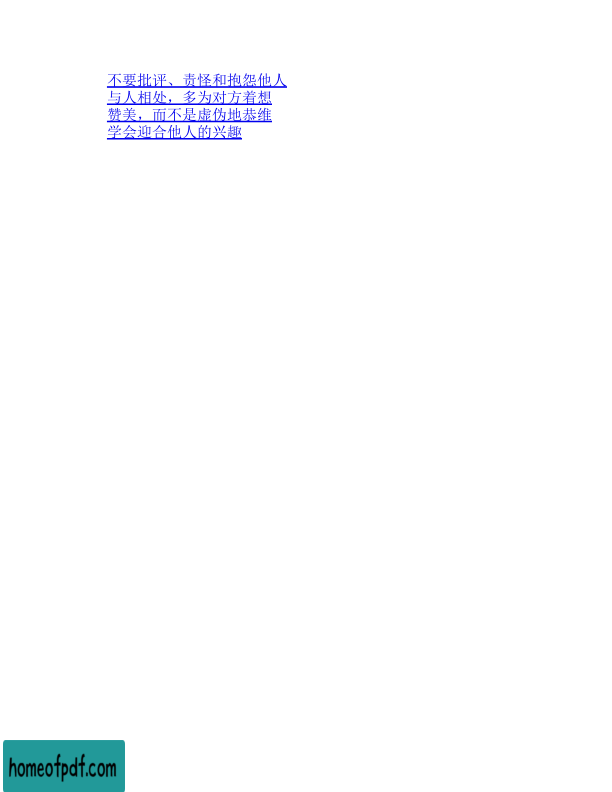 不要批评、责怪和抱怨他人
与人相处，多为对方着想
赞美，而不是虚伪地恭维
学会迎合他人的兴趣
homeofpdf.com